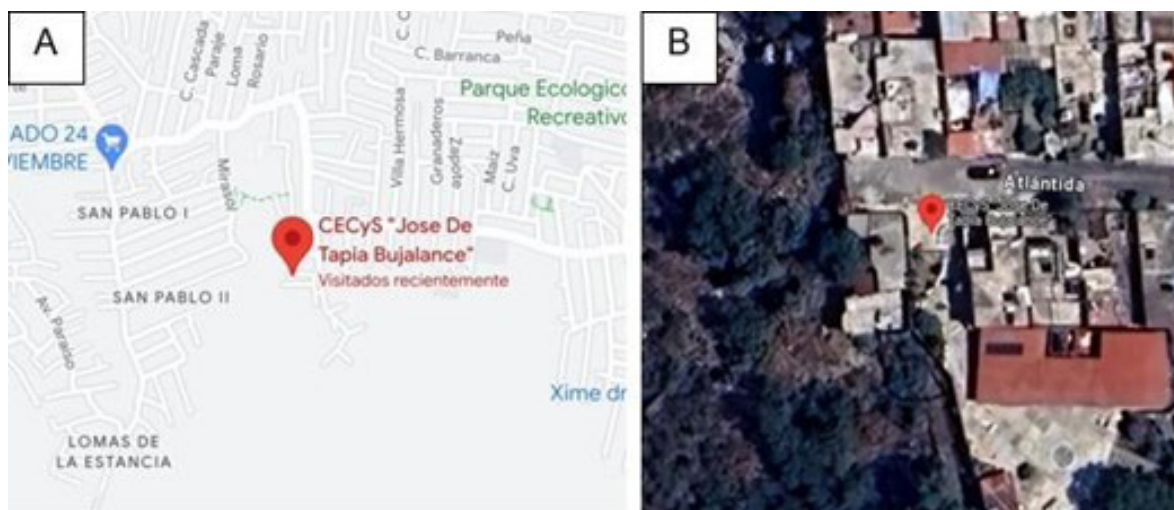 A
C. Cascada
Paraje
Loma
Rosario
C. Barranca
Peña
Parque Ecologico
Recreativo
ADO 24
VIEMBRE
Mirasol
Villa Hermosa
Granaderos
Zapote
Maiz
C. Uva
SAN PABLO I
CECyS "Jose De
Tapia Bujalance"
Visitados recientemente
SAN PABLO II
Av. Paraiso
Xime dr
LOMAS DE
LA ESTANCIA
B
Atlántida